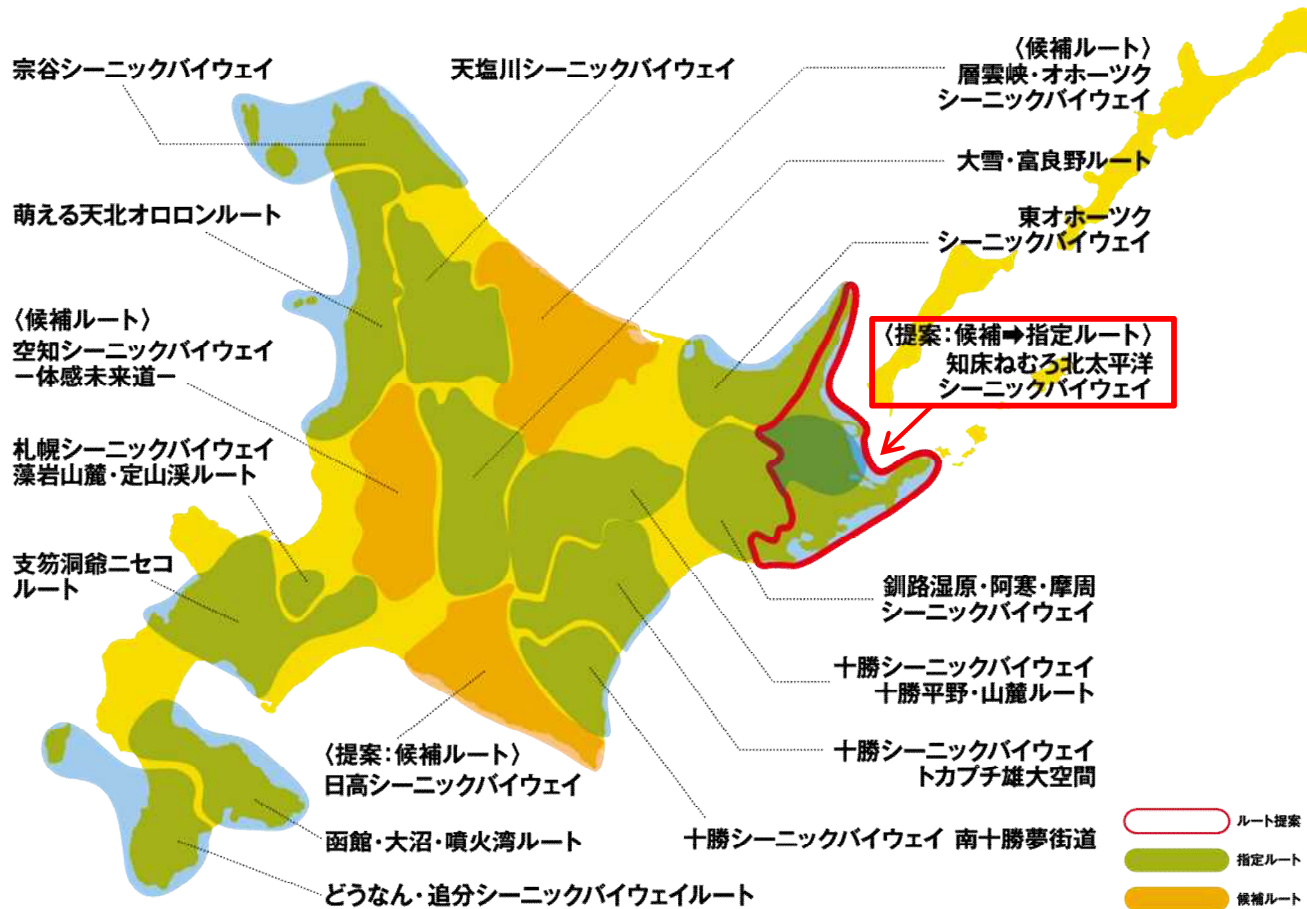 宗谷シーニックバイウェイ
天塩川シーニックバイウェイ
〈候補ルート〉
層雲峡・オホーツク
シーニックバイウェイ
大雪・富良野ルート
萌える天北オロロンルート
東オホーツク
シーニックバイウェイ
〈候補ルート〉
空知シーニックバイウェイ
－体感未来道－
〈提案：候補➡指定ルート〉
知床ねむろ北太平洋
シーニックバイウェイ
札幌シーニックバイウェイ
藻岩山麓・定山渓ルート
支笏洞爺ニセコ
ルート
釧路湿原・阿寒・摩周
シーニックバイウェイ
十勝シーニックバイウェイ
十勝平野・山麓ルート
〈提案：候補ルート〉
日高シーニックバイウェイ
十勝シーニックバイウェイ
トカプチ雄大空間
函館・大沼・噴火湾ルート
十勝シーニックバイウェイ 南十勝夢街道
どうなん・追分シーニックバイウェイルート
ルート提案
指定ルート
候補ルート